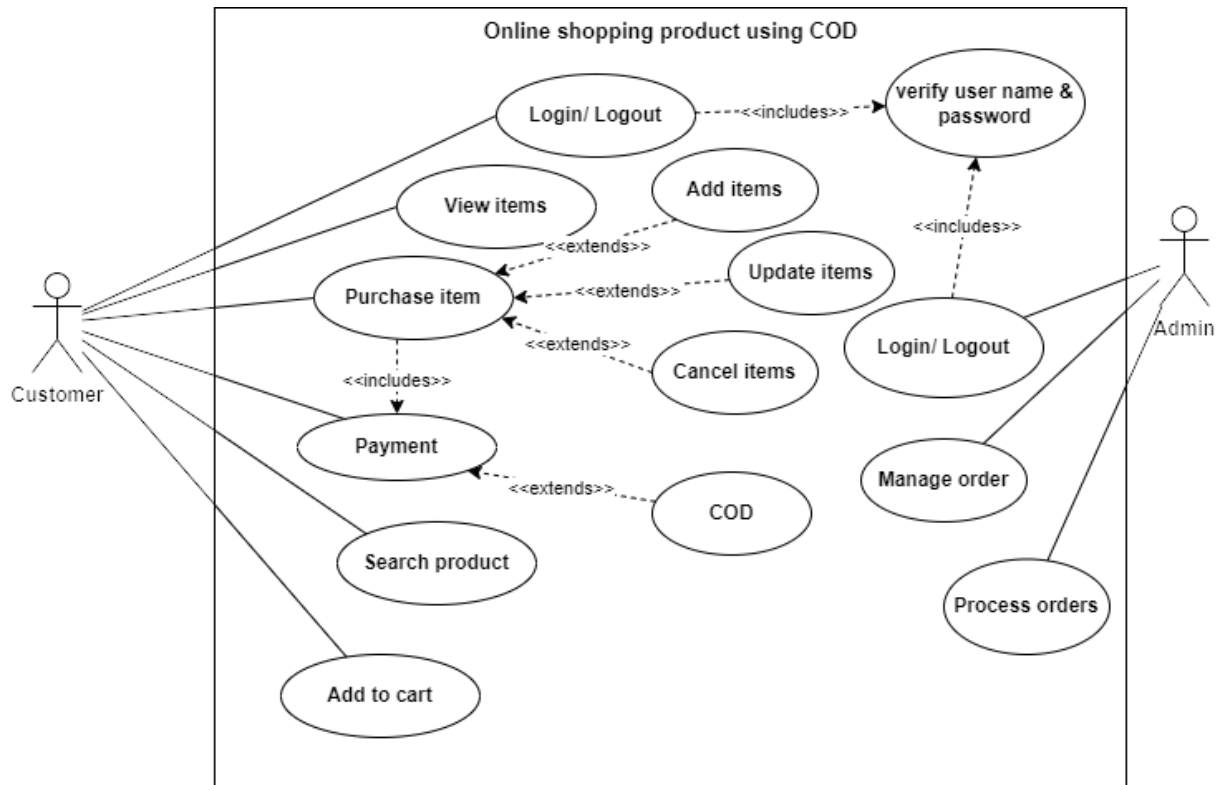 Online shopping product using COD
Login/ Logout
<<includes>>
verify user name &
password
View items
Add items
<<extends>>
<<includes>>
Purchase item
<<extends>>
Update items
<<extends>>
Cancel items
Login/ Logout
Customer
Admin
<<includes>>
Payment
<<extends>>
COD
Manage order
Search product
Process orders
Add to cart